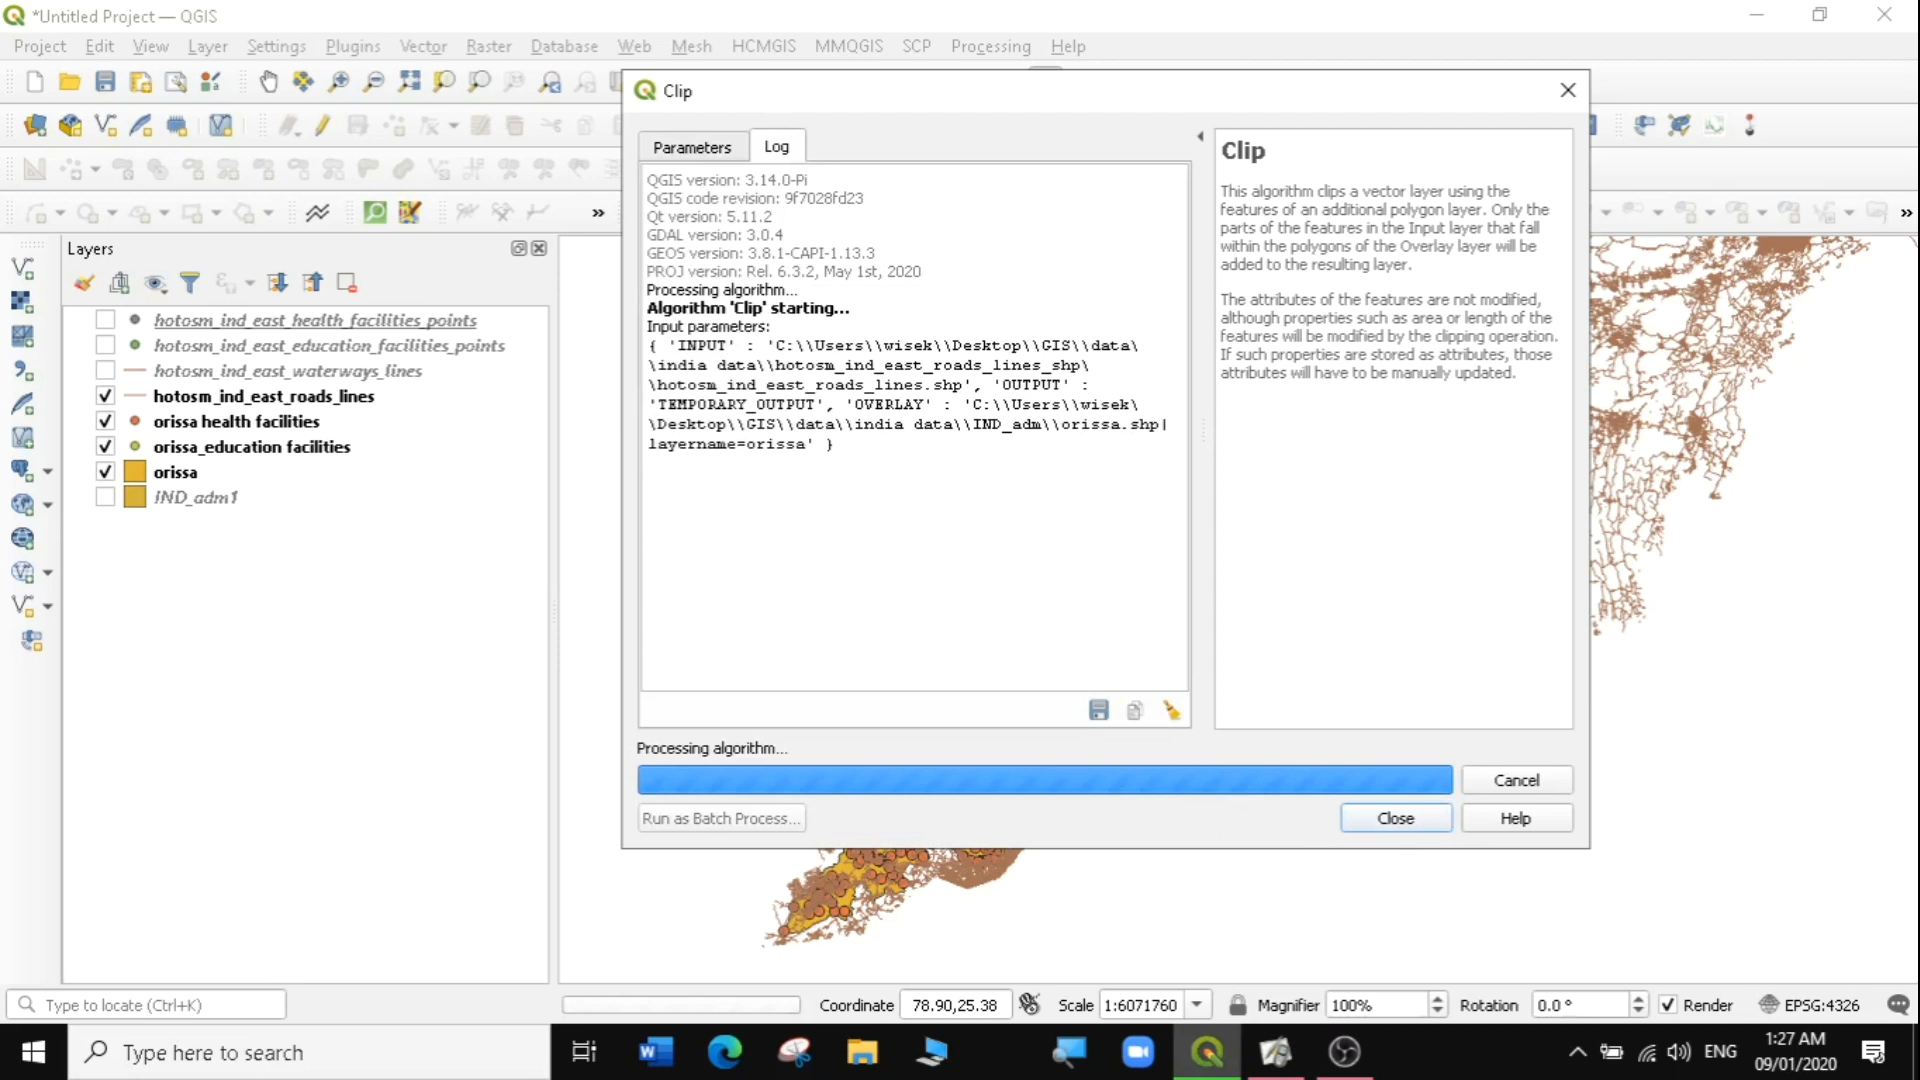 *Untitled Project — QGIS
Project Edit View Layer Settings Plugins Vector Raster Database Web Mesh HCMGIS MMQGIS SCP Processing Help
Clip
Parameters
Log
QGIS version: 3.14.0-Pi
QGIS code revision: 9f7028fd23
Qt version: 5.11.2
GDAL version: 3.0.4
GEOS version: 3.8.1-CAPI-1.13.3
PROJ version: Rel. 6.3.2, May 1st, 2020
Processing algorithm...
Algorithm 'Clip' starting...
Input parameters:
{ 'INPUT' : 'C:\\Users\\wisek\\Desktop\\GIS\\data\
\india data\\hotosm_ind_east_roads_lines_shp\
\hotosm_ind_east_roads_lines.shp', 'OUTPUT' :
'TEMPORARY_OUTPUT', 'OVERLAY' : 'C:\\Users\\wisek\
\Desktop\\GIS\\data\\india data\\IND_adm\\orissa.shp|
layername=orissa' }
Clip
This algorithm clips a vector layer using the
features of an additional polygon layer. Only the
parts of the features in the Input layer that fall
within the polygons of the Overlay layer will be
added to the resulting layer.
The attributes of the features are not modified,
although properties such as area or length of the
features will be modified by the clipping operation.
If such properties are stored as attributes, those
attributes will have to be manually updated.
Processing algorithm...
Cancel
Run as Batch Process...
Close
Help
Layers
hotosm_ind_east_health_facilities_points
hotosm_ind_east_education_facilities_points
hotosm_ind_east_waterways_lines
hotosm_ind_east_roads_lines
orissa health facilities
orissa_education facilities
orissa
IND_adm1
Type to locate (Ctrl+K)
Coordinate 78.90,25.38 Scale 1:6071760 Magnifier 100% Rotation 0.0 ° Render EPSG:4326
Type here to search
ENG
1:27 AM
09/01/2020